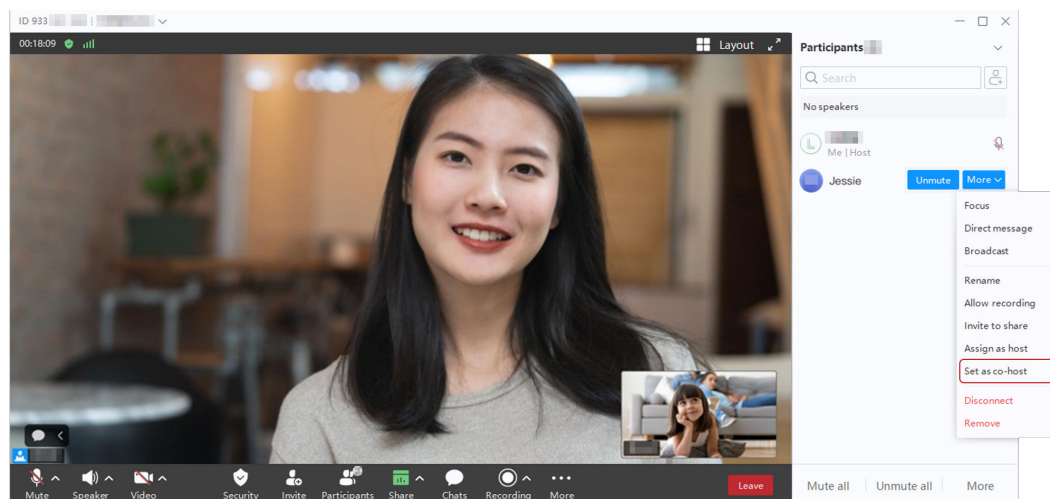 ID 933
00:18:09
Layout
Participants
Search
No speakers
L
Me | Host
Jessie
Unmute
More
Focus
Direct message
Broadcast
Rename
Allow recording
Invite to share
Assign as host
Set as co-host
Disconnect
Remove
Mute
Speaker
Video
Security
Invite
Participants
Share
Chats
Recording
More
Leave
Mute all
Unmute all
More